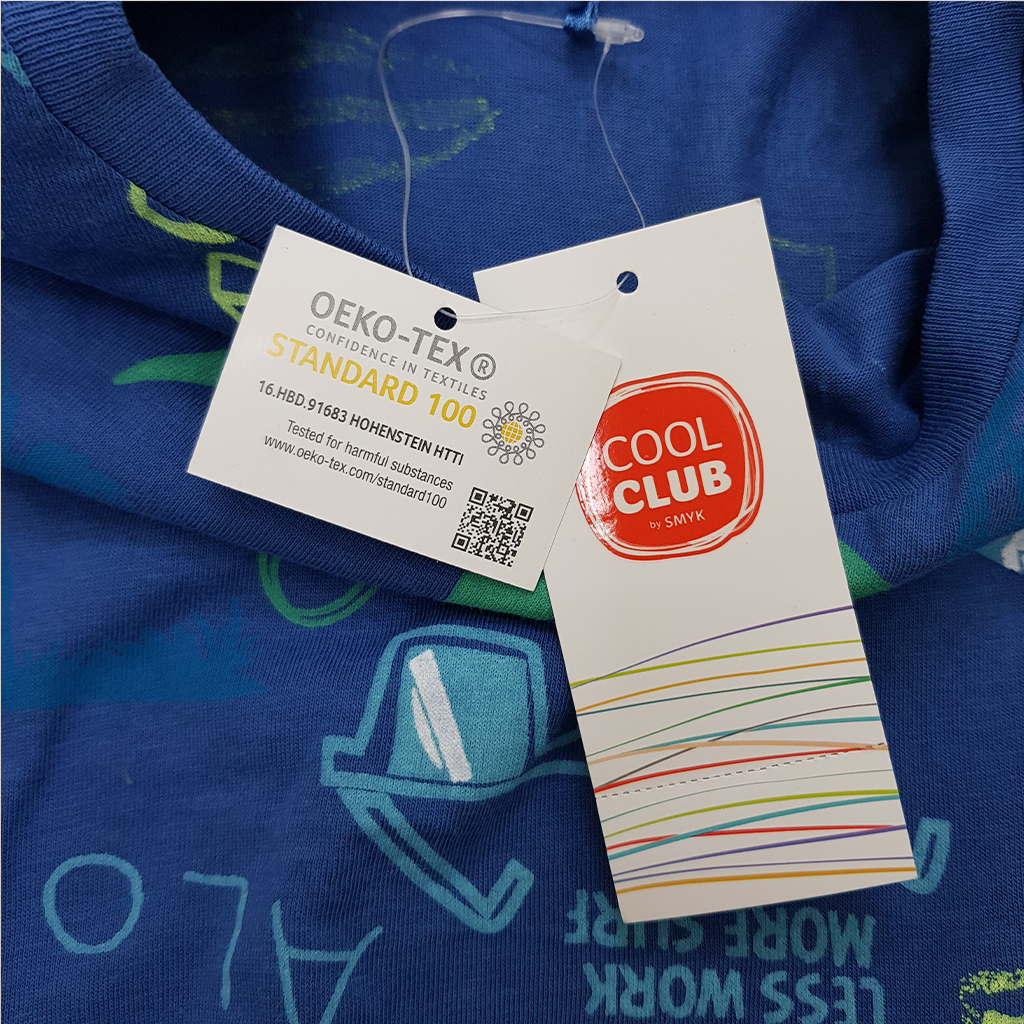 OEKO-TEX®
CONFIDENCE IN TEXTILES
STANDARD 100
16.HBD.91683 HOHENSTEIN HTTI
Tested for harmful substances
www.oeko-tex.com/standard100
COOL
CLUB
by SMYK
LESS WORK
MORE SURF
ALO